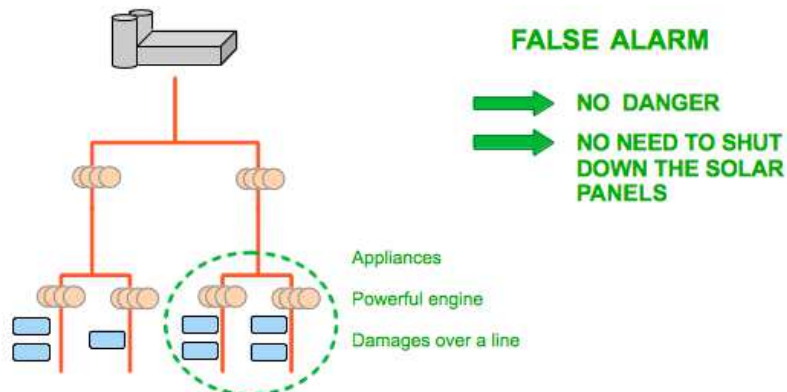 FALSE ALARM
NO DANGER
NO NEED TO SHUT
DOWN THE SOLAR
PANELS
Appliances
Powerful engine
Damages over a line